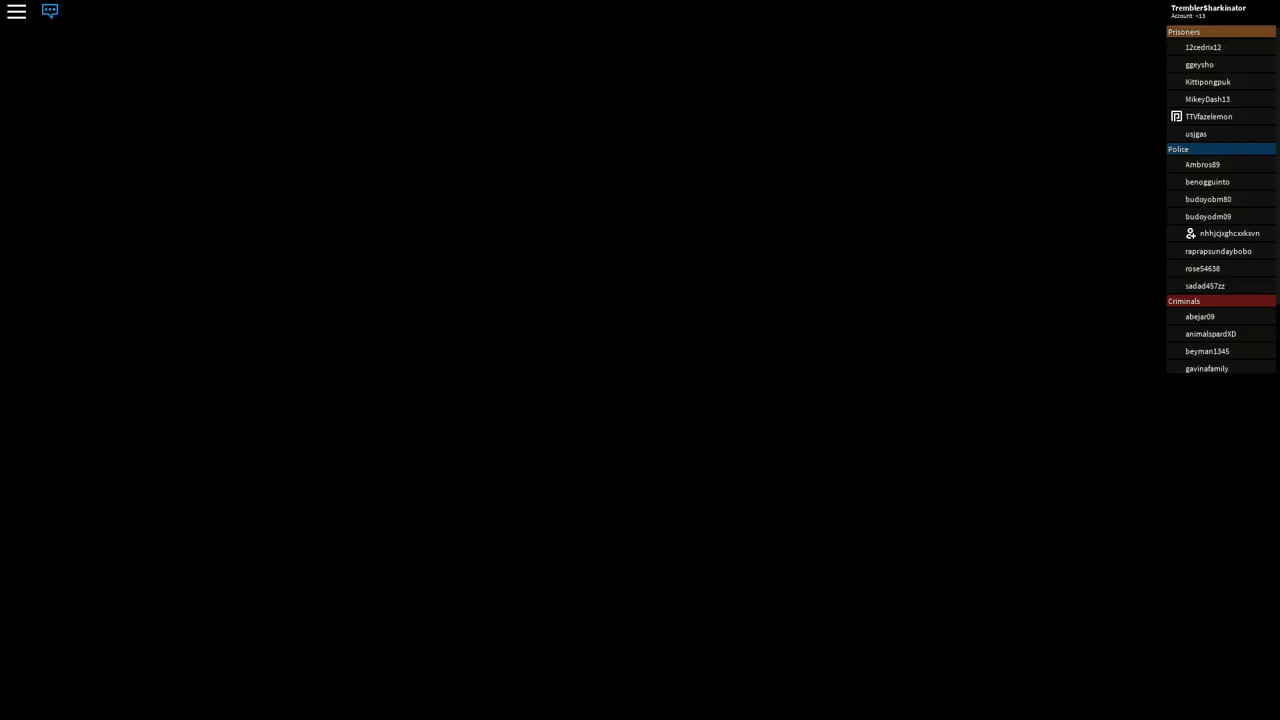 TremblerSharkinator
Account: <13
Prisoners
12cedrix12
ggeysho
Kittipongpuk
MikeyDash13
TTVfazelemon
usjgas
Police
Ambros89
benogguinto
budoyobm80
budoyodm09
nhhjcjxghcxxkxvn
raprapsundaybobo
rose54638
sadad457zz
Criminals
abejar09
animalspardXD
beyman1345
gavinafamily